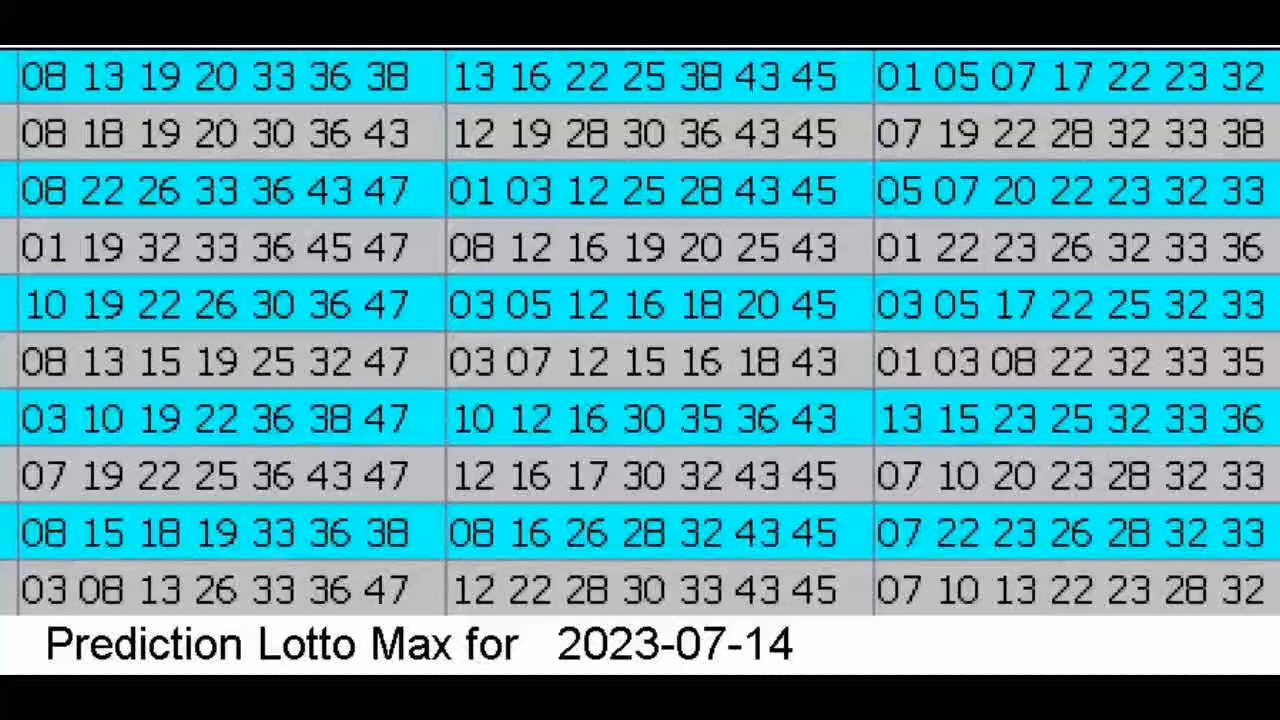 08 13 19 20 33 36 38 13 16 22 25 38 43 45 01 05 07 17 22 23 32
08 18 19 20 30 36 43 12 19 28 30 36 43 45 07 19 22 28 32 33 38
08 22 26 33 36 43 47 01 03 12 25 28 43 45 05 07 20 22 23 32 33
01 19 32 33 36 45 47 08 12 16 19 20 25 43 01 22 23 26 32 33 36
10 19 22 26 30 36 47 03 05 12 16 18 20 45 03 05 17 22 25 32 33
08 13 15 19 25 32 47 03 07 12 15 16 18 43 01 03 08 22 32 33 35
03 10 19 22 36 38 47 10 12 16 30 35 36 43 13 15 23 25 32 33 36
07 19 22 25 36 43 47 12 16 17 30 32 43 45 07 10 20 23 28 32 33
08 15 18 19 33 36 38 08 16 26 28 32 43 45 07 22 23 26 28 32 33
03 08 13 26 33 36 47 12 22 28 30 33 43 45 07 10 13 22 23 28 32
Prediction Lotto Max for 2023-07-14